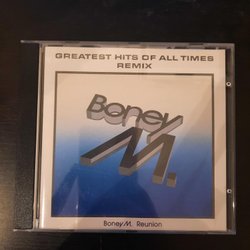 GREATEST HITS OF ALL TIMES
REMIX
Boney
M.
Boney M. Reunion